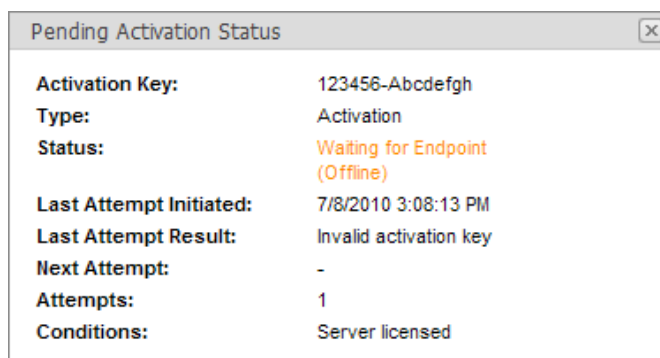 Pending Activation Status
Activation Key: 123456-Abcdefgh
Type: Activation
Status: Waiting for Endpoint
(Offline)
Last Attempt Initiated: 7/8/2010 3:08:13 PM
Last Attempt Result: Invalid activation key
Next Attempt: -
Attempts: 1
Conditions: Server licensed